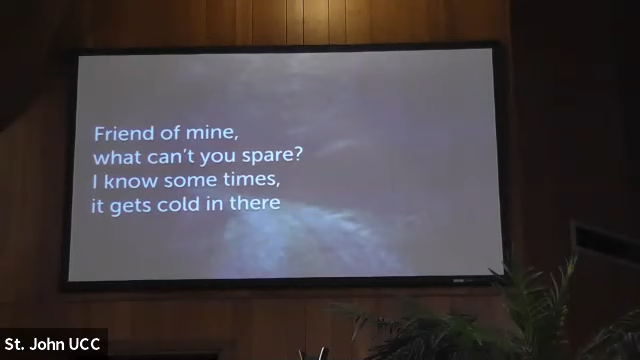 Friend of mine,
what can't you spare?
I know some times,
it gets cold in there
St. John UCC